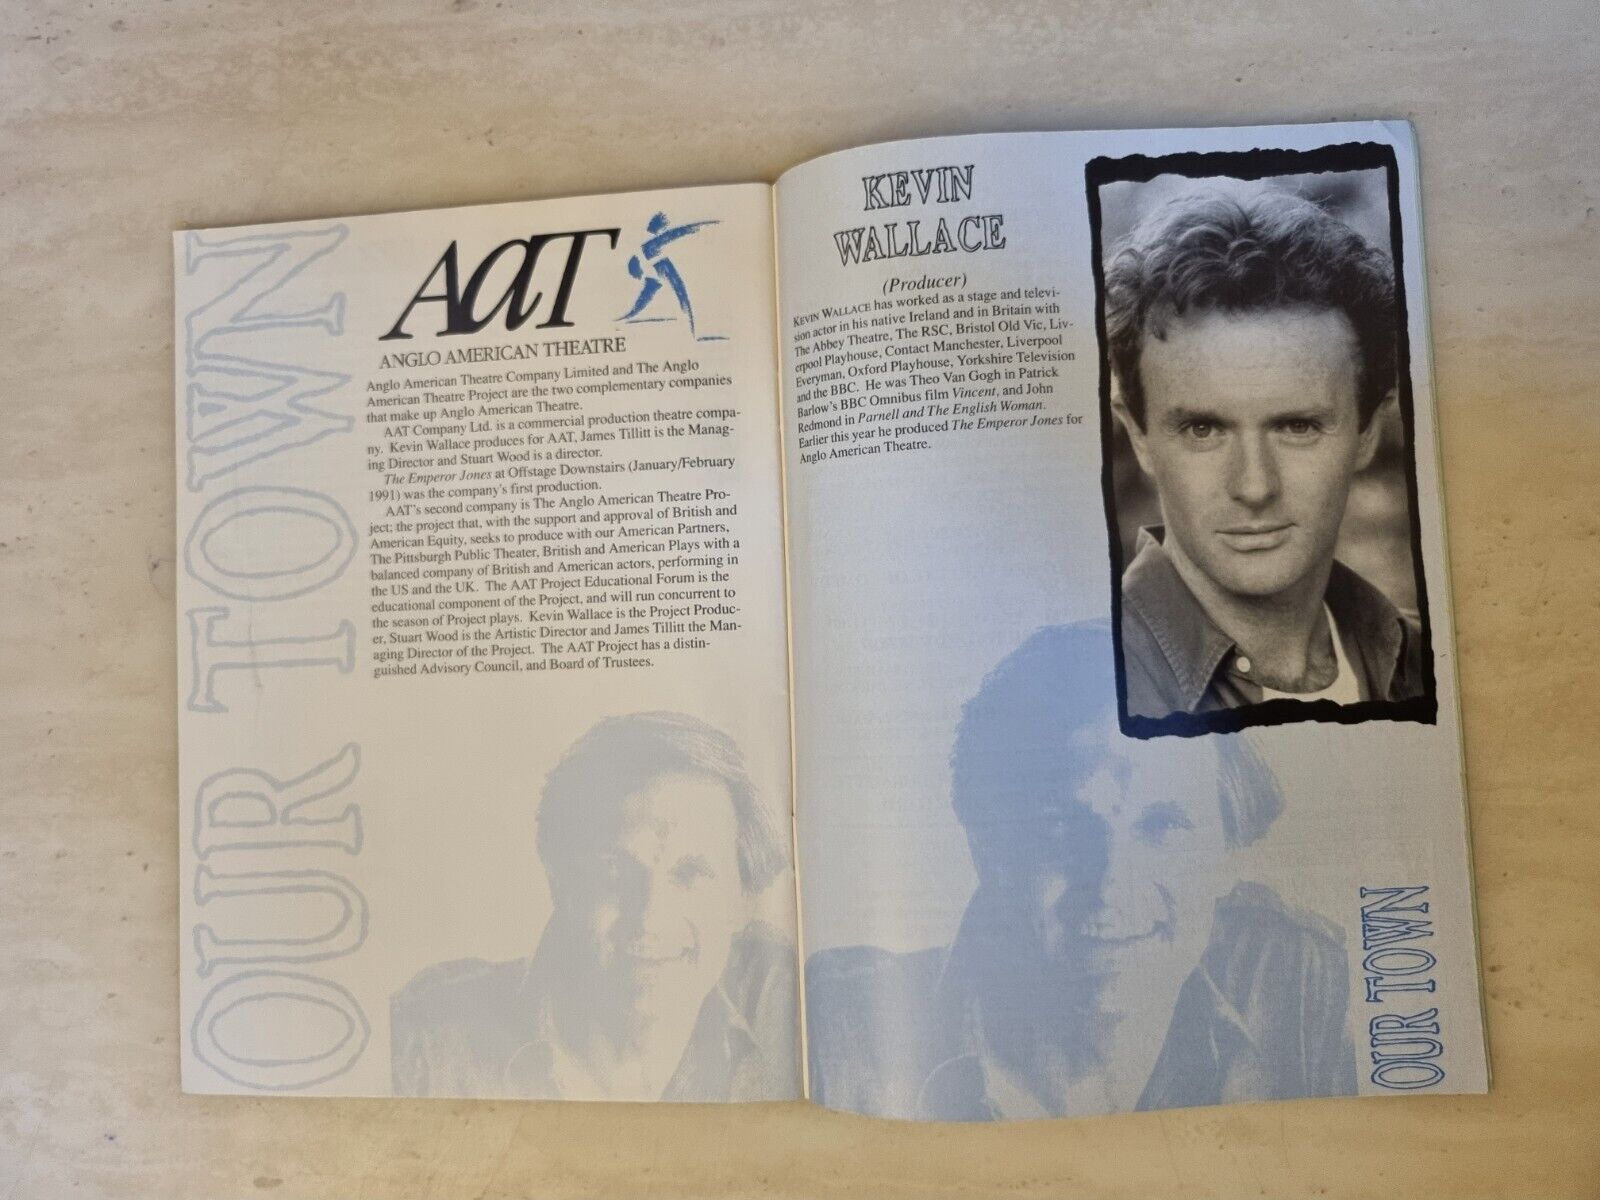 OUR TOWN
AaT
ANGLO AMERICAN THEATRE
Anglo American Theatre Company Limited and The Anglo
American Theatre Project are the two complementary companies
that make up Anglo American Theatre.
AAT Company Ltd. is a commercial production theatre compa-
ny. Kevin Wallace produces for AAT, James Tillitt is the Manag-
ing Director and Stuart Wood is a director.
The Emperor Jones at Offstage Downstairs (January/February
1991) was the company's first production.
AAT's second company is The Anglo American Theatre Pro-
ject; the project that, with the support and approval of British and
American Equity, seeks to produce with our American Partners,
The Pittsburgh Public Theater, British and American Plays with a
balanced company of British and American actors, performing in
the US and the UK. The AAT Project Educational Forum is the
educational component of the Project, and will run concurrent to
the season of Project plays. Kevin Wallace is the Project Produc-
er, Stuart Wood is the Artistic Director and James Tillitt the Man-
aging Director of the Project. The AAT Project has a distin-
guished Advisory Council, and Board of Trustees.
KEVIN
WALLACE
(Producer)
KEVIN WALLACE has worked as a stage and televi-
sion actor in his native Ireland and in Britain with
The Abbey Theatre, The RSC, Bristol Old Vic, Liv-
erpool Playhouse, Contact Manchester, Liverpool
Everyman, Oxford Playhouse, Yorkshire Television
and the BBC. He was Theo Van Gogh in Patrick
Barlow's BBC Omnibus film Vincent, and John
Redmond in Parnell and The English Woman.
Earlier this year he produced The Emperor Jones for
Anglo American Theatre.
OUR TOWN